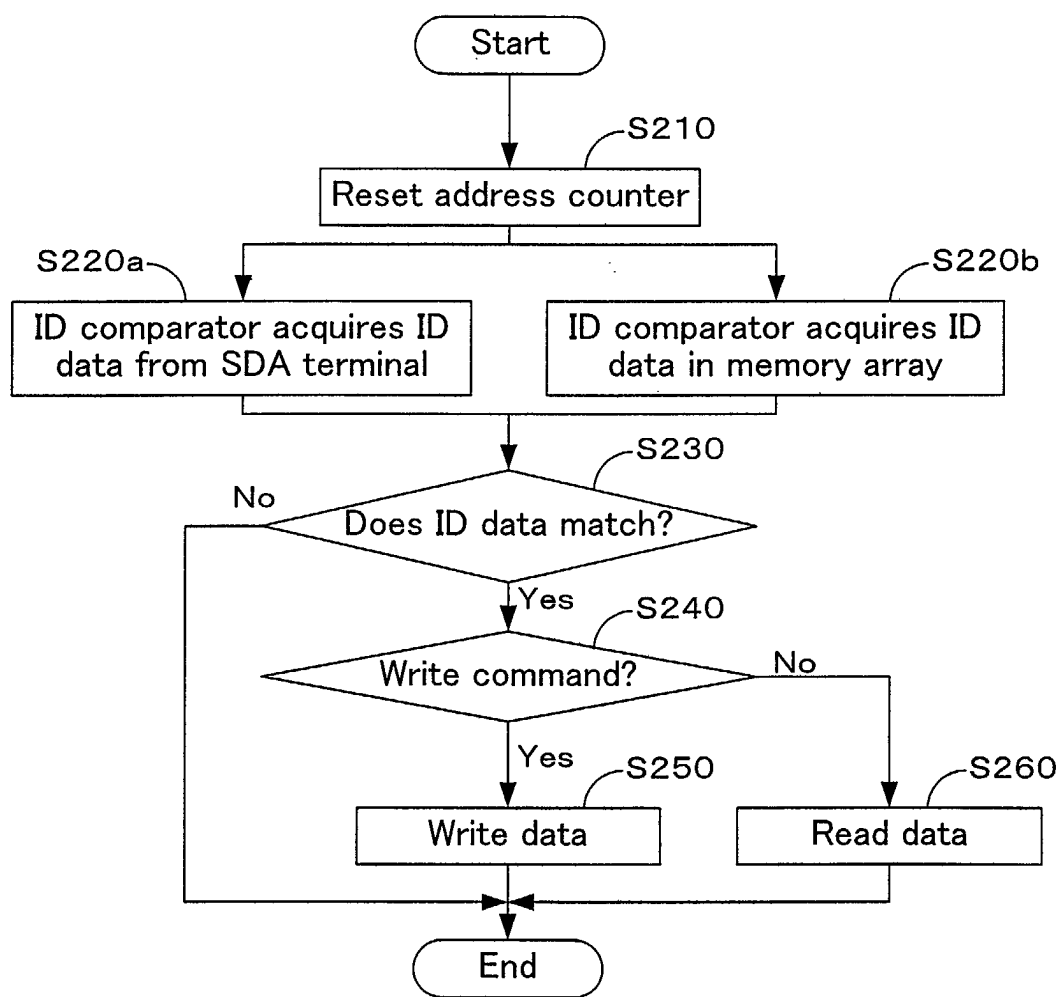 Start
S210
Reset address counter
S220a
S220b
ID comparator acquires ID
data from SDA terminal
ID comparator acquires ID
data in memory array
S230
No
Does ID data match?
Yes
S240
Write command?
No
Yes
S250
S260
Write data
Read data
End